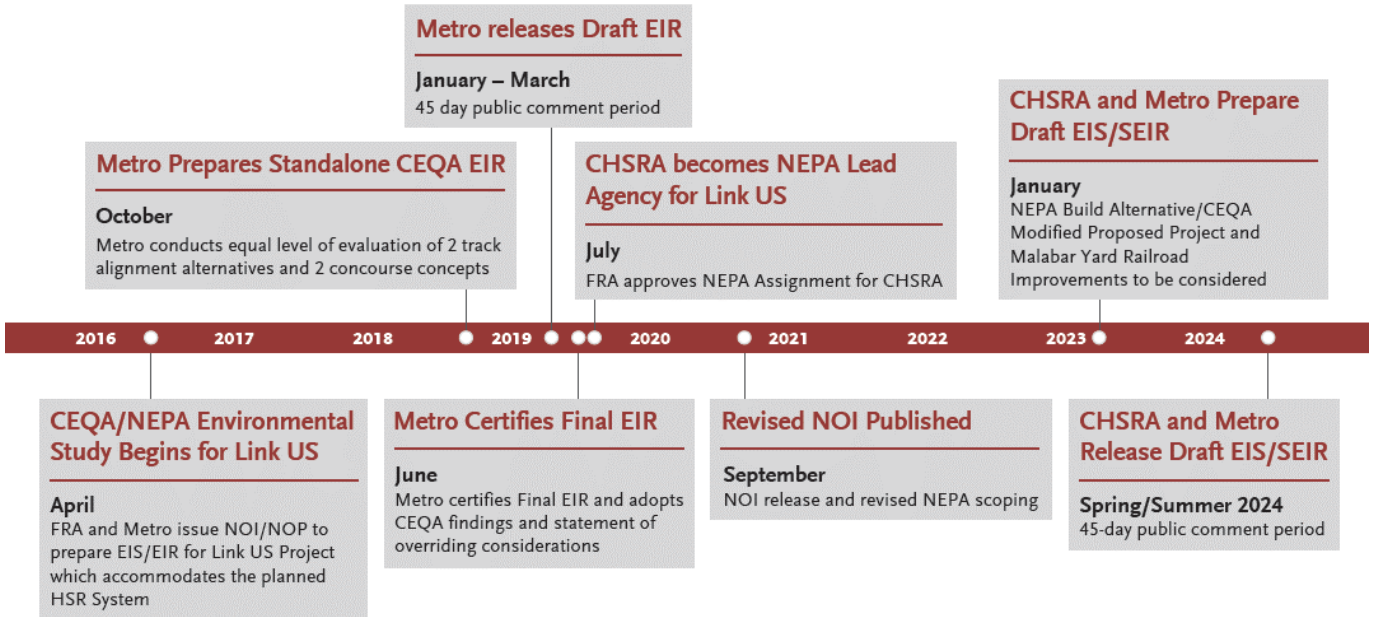 Metro releases Draft EIR
January – March
45 day public comment period
Metro Prepares Standalone CEQA EIR
October
Metro conducts equal level of evaluation of 2 track
alignment alternatives and 2 concourse concepts
CHSRA becomes NEPA Lead
Agency for Link US
July
FRA approves NEPA Assignment for CHSRA
CHSRA and Metro Prepare
Draft EIS/SEIR
January
NEPA Build Alternative/CEQA
Modified Proposed Project and
Malabar Yard Railroad
Improvements to be considered
2016 2017 2018 2019 2020 2021 2022 2023 2024
CEQA/NEPA Environmental
Study Begins for Link US
April
FRA and Metro issue NOI/NOP to
prepare EIS/EIR for Link US Project
which accommodates the planned
HSR System
Metro Certifies Final EIR
June
Metro certifies Final EIR and adopts
CEQA findings and statement of
overriding considerations
Revised NOI Published
September
NOI release and revised NEPA scoping
CHSRA and Metro
Release Draft EIS/SEIR
Spring/Summer 2024
45-day public comment period